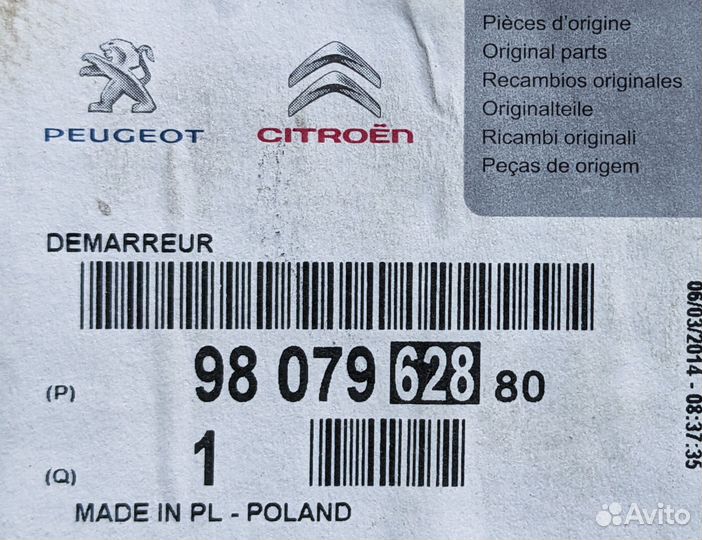 PEUGEOT
CITROËN
Pièces d'origine
Original parts
Recambios originales
Originalteile
Ricambi originali
Peças de origem
DEMARREUR
(P) 98 079 628 80
(Q) 1
MADE IN PL - POLAND
06/03/2014 - 08:37:35
Avito